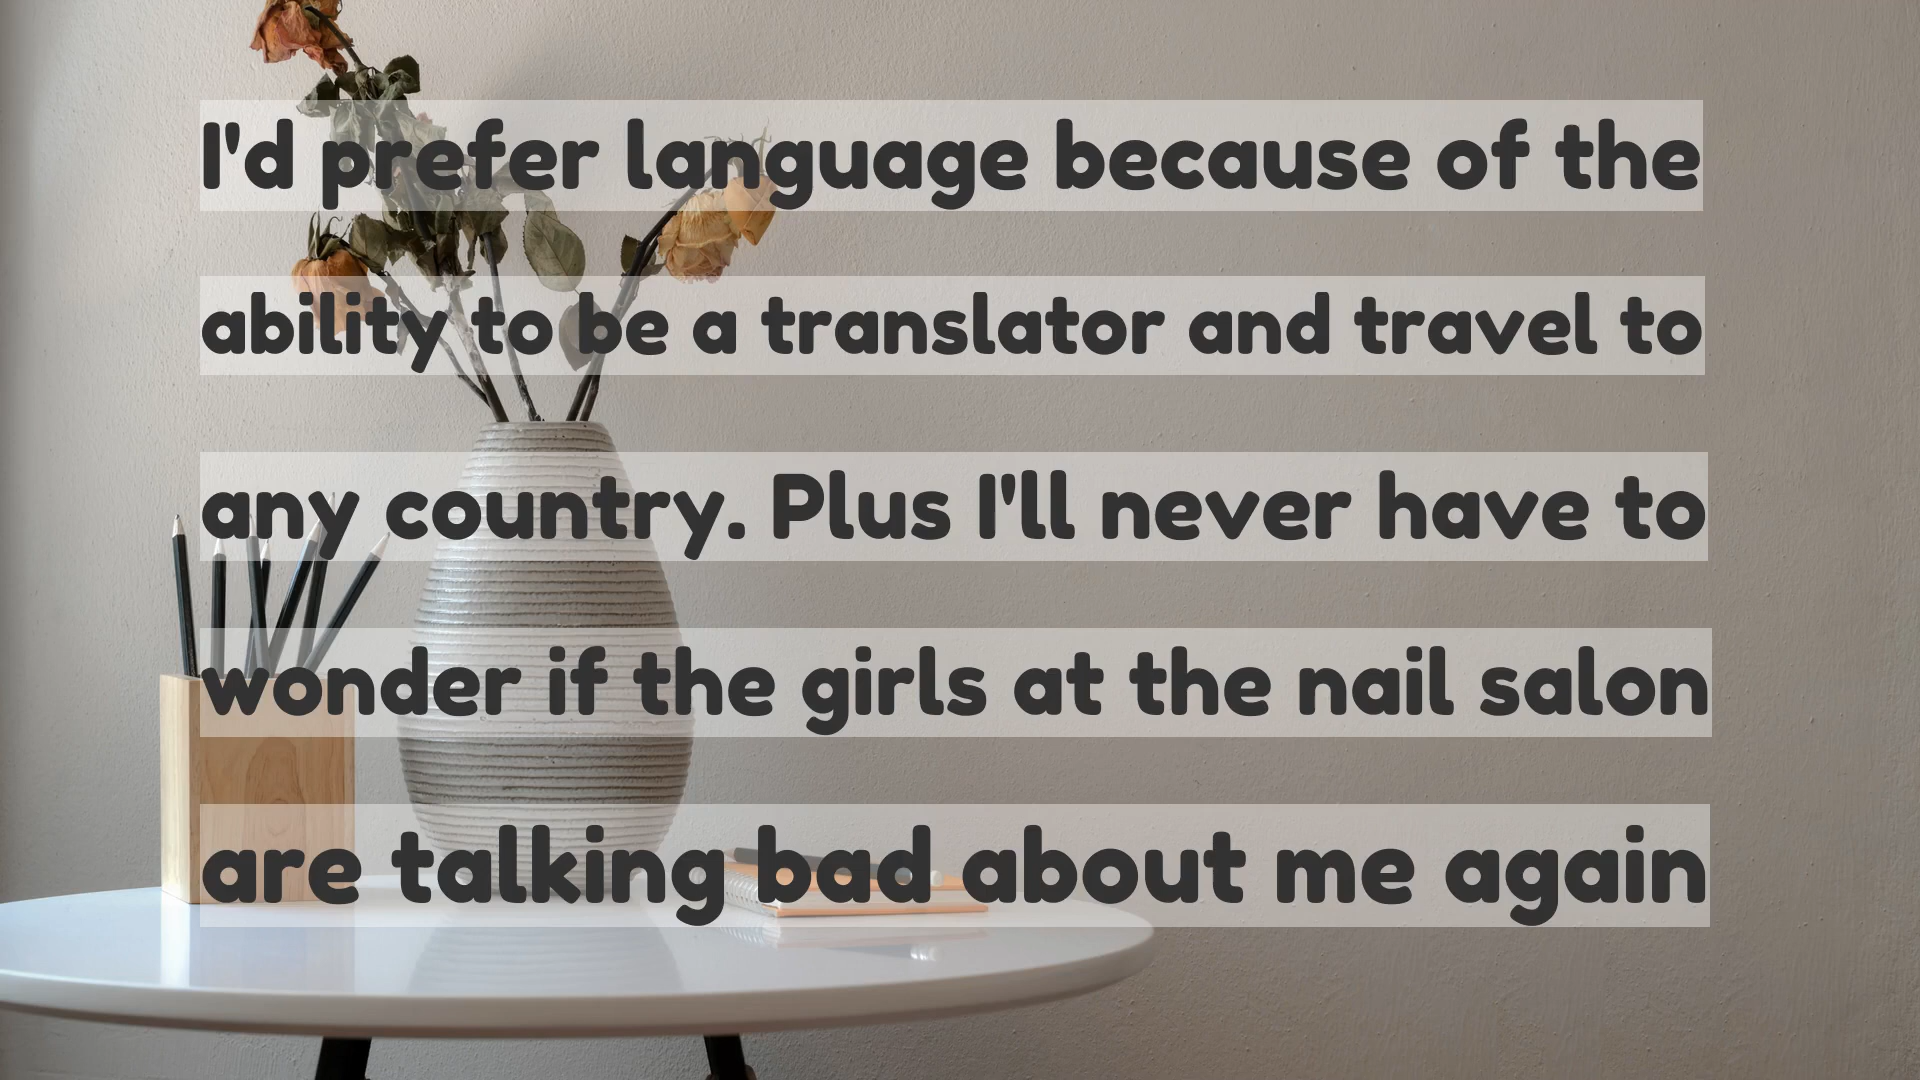 I'd prefer language because of the
ability to be a translator and travel to
any country. Plus I'll never have to
wonder if the girls at the nail salon
are talking bad about me again